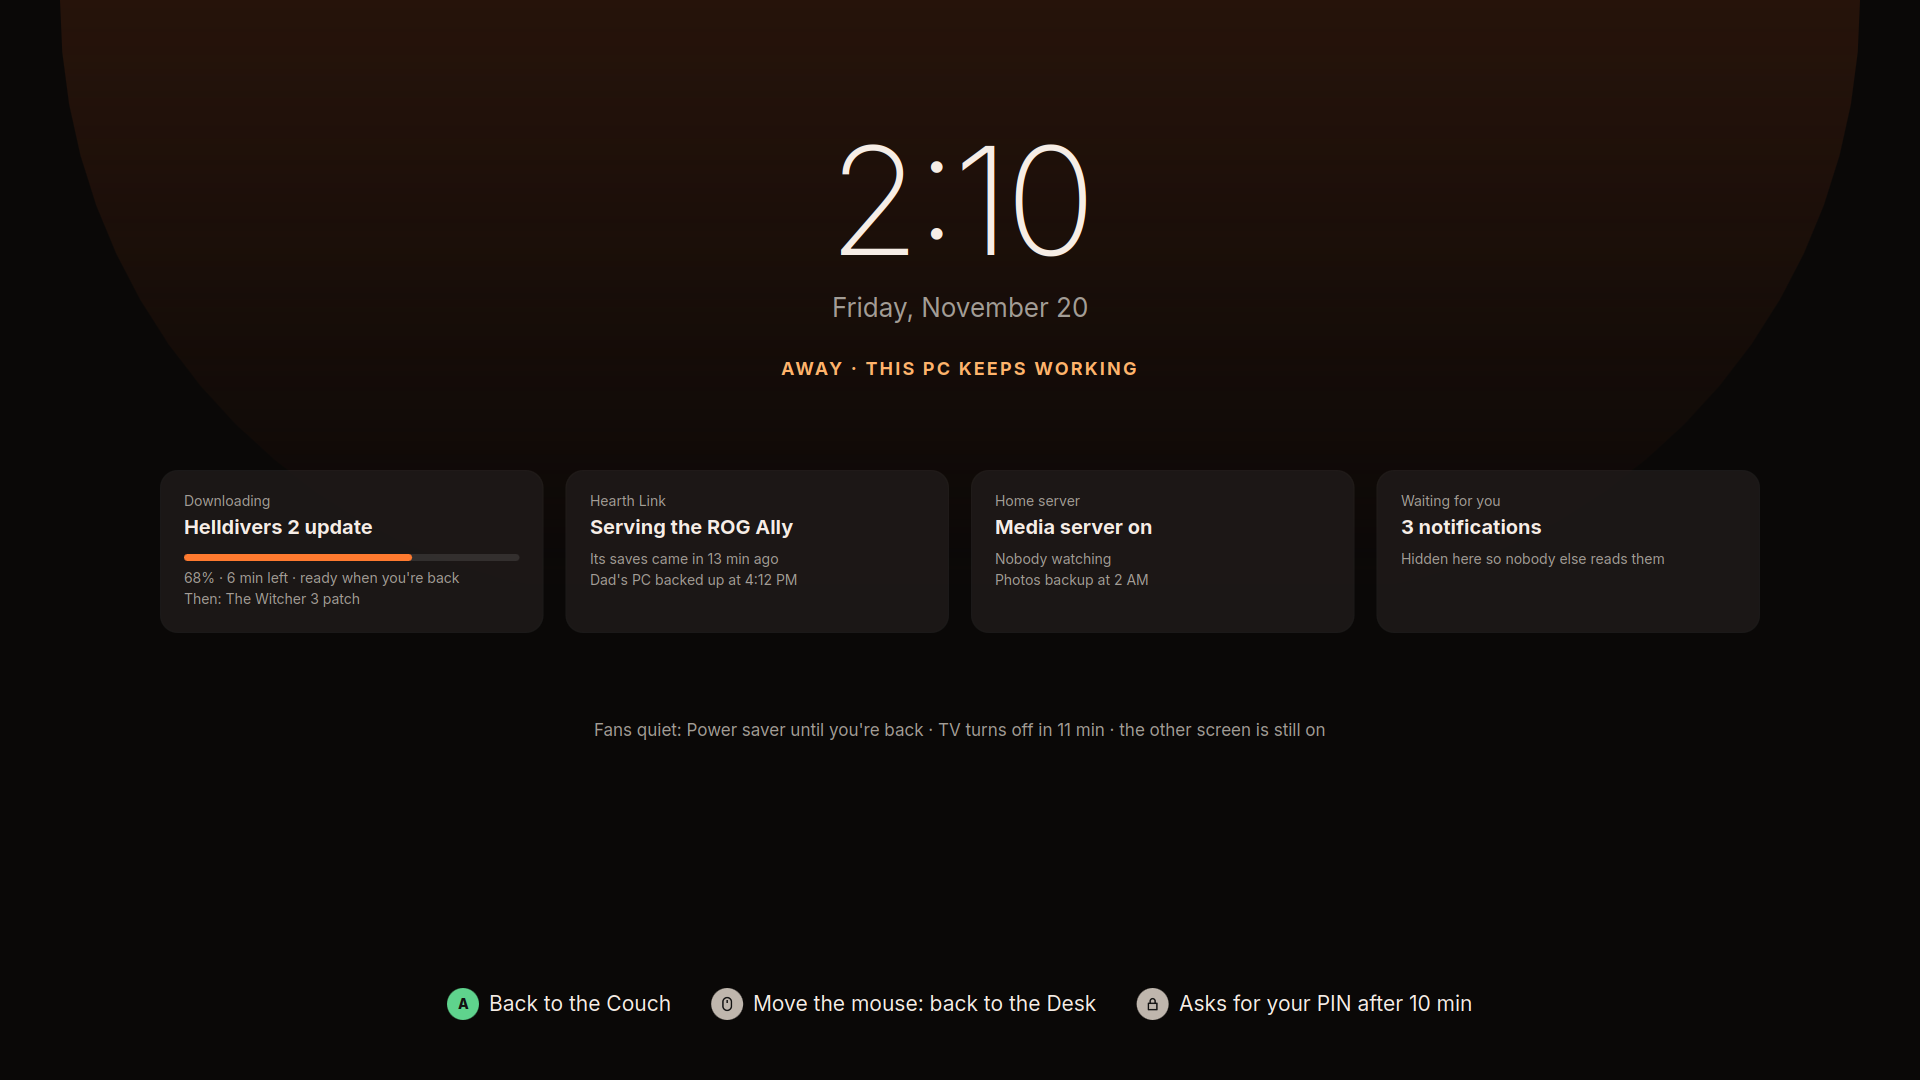 2:10
Friday, November 20
AWAY · THIS PC KEEPS WORKING
Downloading
Helldivers 2 update
68% · 6 min left · ready when you're back
Then: The Witcher 3 patch
Hearth Link
Serving the ROG Ally
Its saves came in 13 min ago
Dad's PC backed up at 4:12 PM
Home server
Media server on
Nobody watching
Photos backup at 2 AM
Waiting for you
3 notifications
Hidden here so nobody else reads them
Fans quiet: Power saver until you're back · TV turns off in 11 min · the other screen is still on
A Back to the Couch
Move the mouse: back to the Desk
Asks for your PIN after 10 min